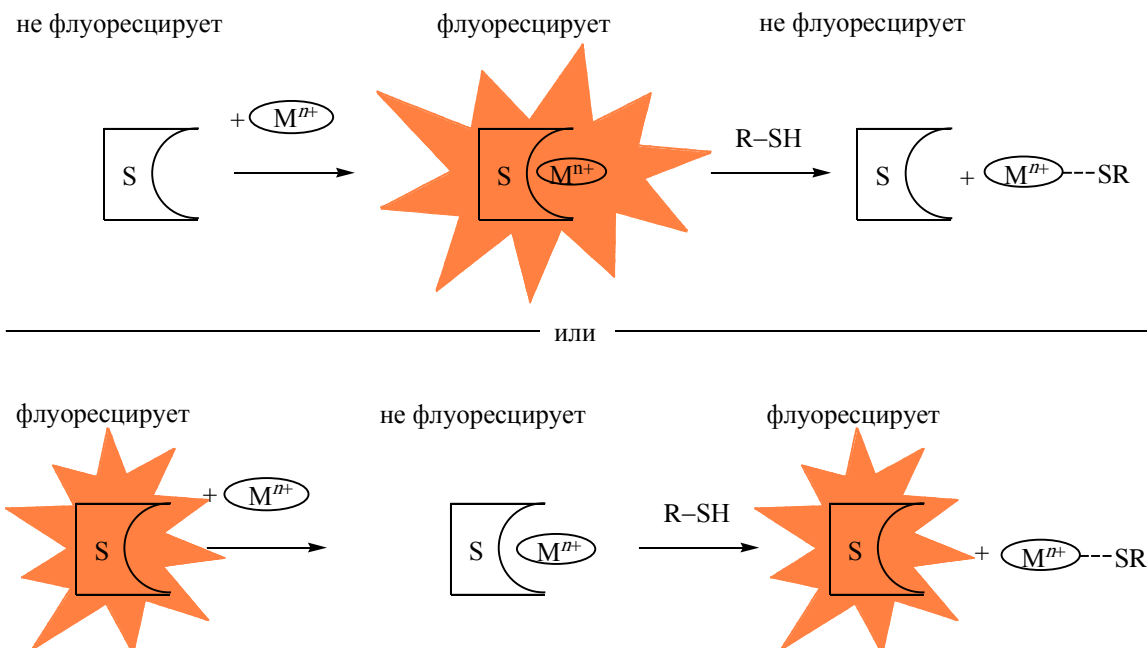 не флуоресцирует флуоресцирует не флуоресцирует
S + Mⁿ⁺ S Mⁿ⁺ R–SH S + Mⁿ⁺---SR
или
флуоресцирует не флуоресцирует флуоресцирует
S + Mⁿ⁺ S Mⁿ⁺ R–SH S + Mⁿ⁺---SR